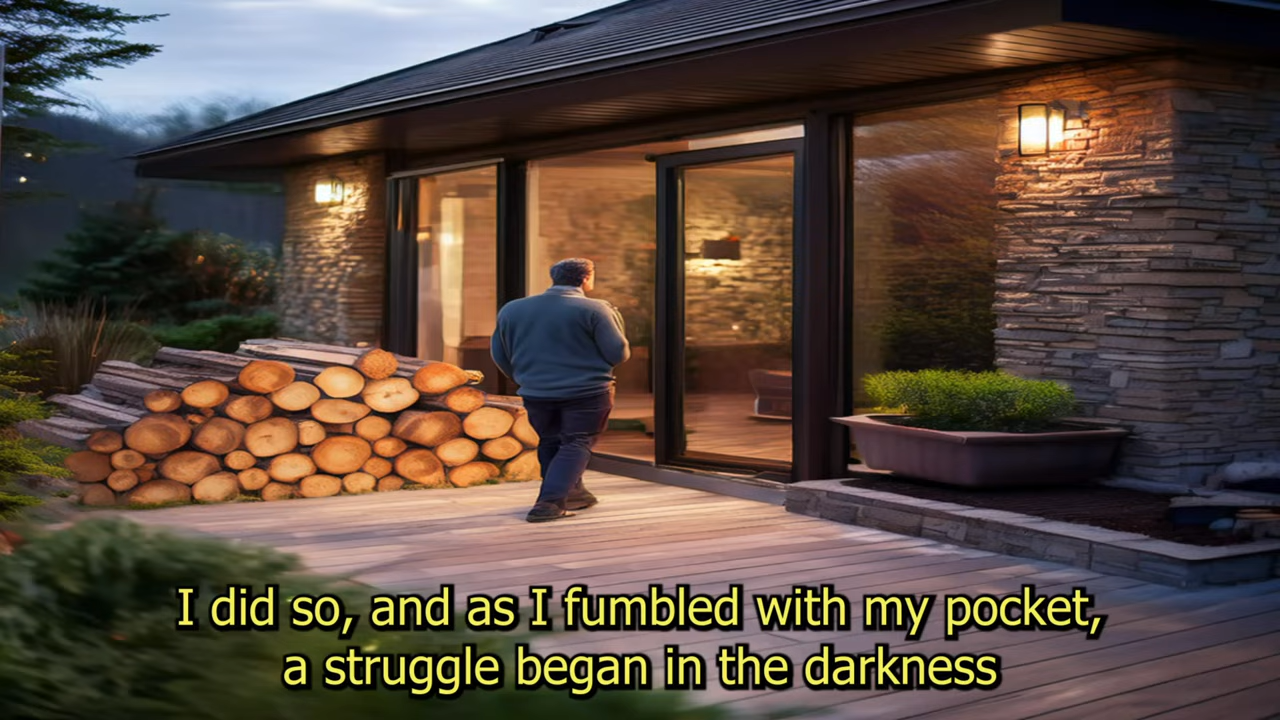 I did so, and as I fumbled with my pocket,
a struggle began in the darkness